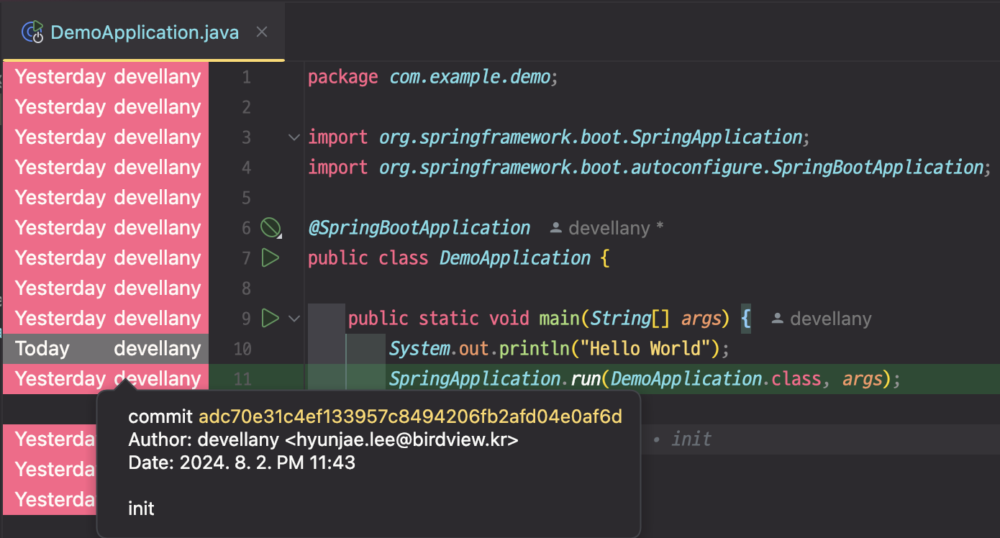 DemoApplication.java
Yesterday devellany 1 package com.example.demo;
Yesterday devellany 2
Yesterday devellany 3 import org.springframework.boot.SpringApplication;
Yesterday devellany 4 import org.springframework.boot.autoconfigure.SpringBootApplication;
Yesterday devellany 5
Yesterday devellany 6 @SpringBootApplication devellany *
Yesterday devellany 7 public class DemoApplication {
Yesterday devellany 8
Yesterday devellany 9 public static void main(String[] args) { devellany
Today devellany 10 System.out.println("Hello World");
Yesterday devellany 11 SpringApplication.run(DemoApplication.class, args);
commit adc70e31c4ef133957c8494206fb2afd04e0af6d
Author: devellany <hyunjae.lee@birdview.kr>
Date: 2024. 8. 2. PM 11:43
init
Yesterda • init
Yesterda
Yesterda